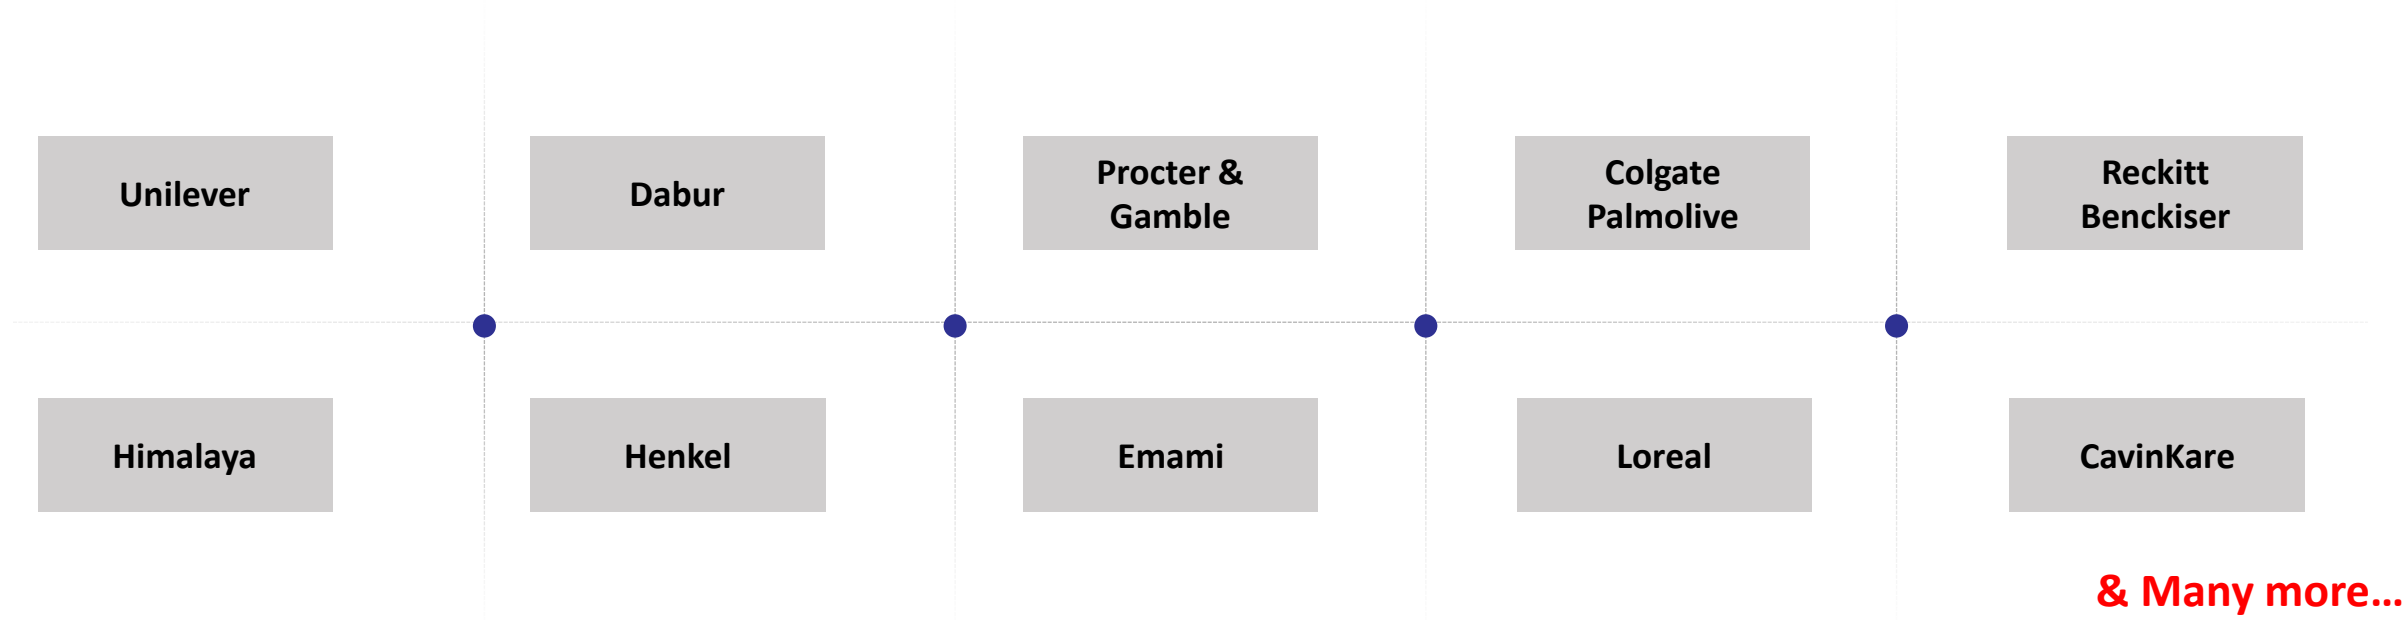 Unilever
Dabur
Procter &
Gamble
Colgate
Palmolive
Reckitt
Benckiser
Himalaya
Henkel
Emami
Loreal
CavinKare
& Many more...